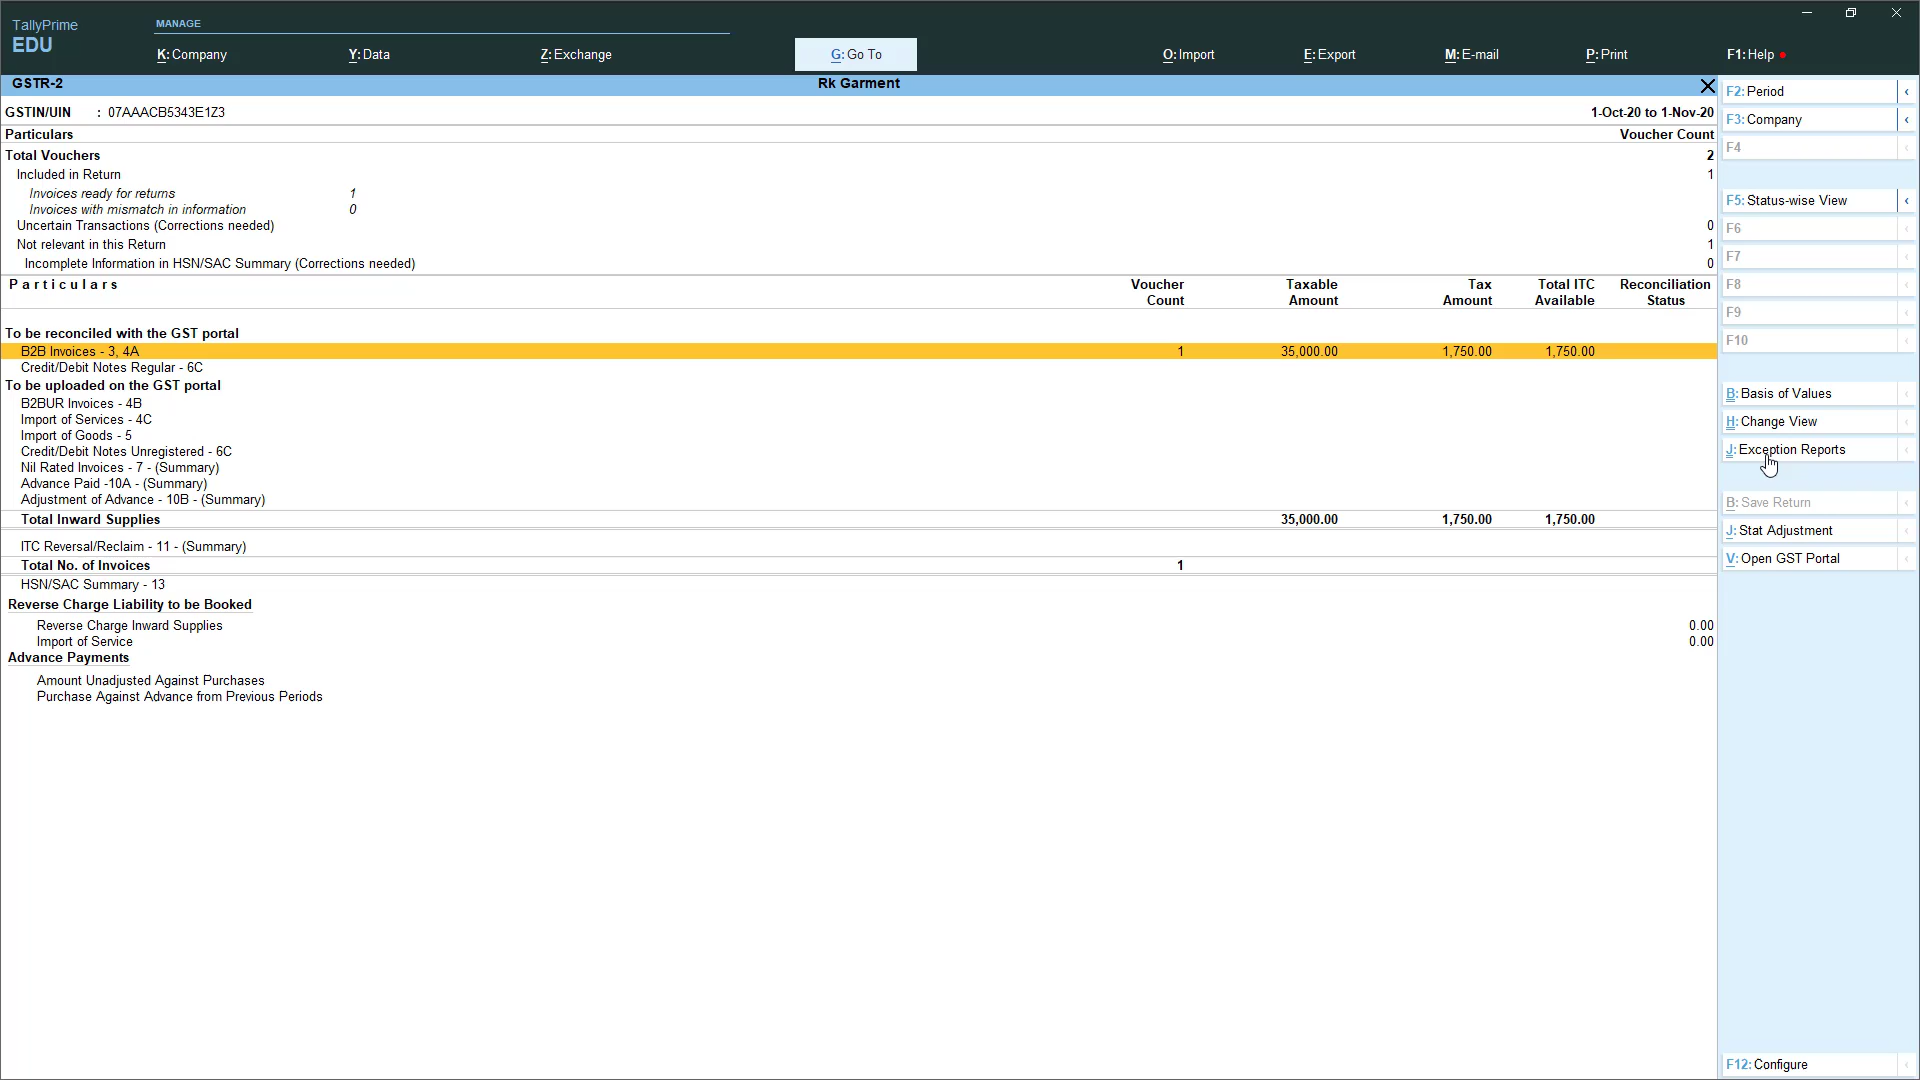 TallyPrime
EDU
MANAGE
K: Company
Y: Data
Z: Exchange
G: Go To
O: Import
E: Export
M: E-mail
P: Print
F1: Help
GSTR-2
Rk Garment
GSTIN/UIN : 07AAACB5343E1Z3
1-Oct-20 to 1-Nov-20
Particulars
Voucher Count
Total Vouchers 2
Included in Return 1
Invoices ready for returns 1
Invoices with mismatch in information 0
Uncertain Transactions (Corrections needed) 0
Not relevant in this Return 1
Incomplete Information in HSN/SAC Summary (Corrections needed) 0
Particulars Voucher Taxable Tax Total ITC Reconciliation
Count Amount Amount Available Status
To be reconciled with the GST portal
B2B Invoices - 3, 4A 1 35,000.00 1,750.00 1,750.00
Credit/Debit Notes Regular - 6C
To be uploaded on the GST portal
B2BUR Invoices - 4B
Import of Services - 4C
Import of Goods - 5
Credit/Debit Notes Unregistered - 6C
Nil Rated Invoices - 7 - (Summary)
Advance Paid -10A - (Summary)
Adjustment of Advance - 10B - (Summary)
Total Inward Supplies 35,000.00 1,750.00 1,750.00
ITC Reversal/Reclaim - 11 - (Summary)
Total No. of Invoices 1
HSN/SAC Summary - 13
Reverse Charge Liability to be Booked
Reverse Charge Inward Supplies 0.00
Import of Service 0.00
Advance Payments
Amount Unadjusted Against Purchases
Purchase Against Advance from Previous Periods
F2: Period
F3: Company
F4
F5: Status-wise View
F6
F7
F8
F9
F10
B: Basis of Values
H: Change View
J: Exception Reports
B: Save Return
J: Stat Adjustment
V: Open GST Portal
F12: Configure